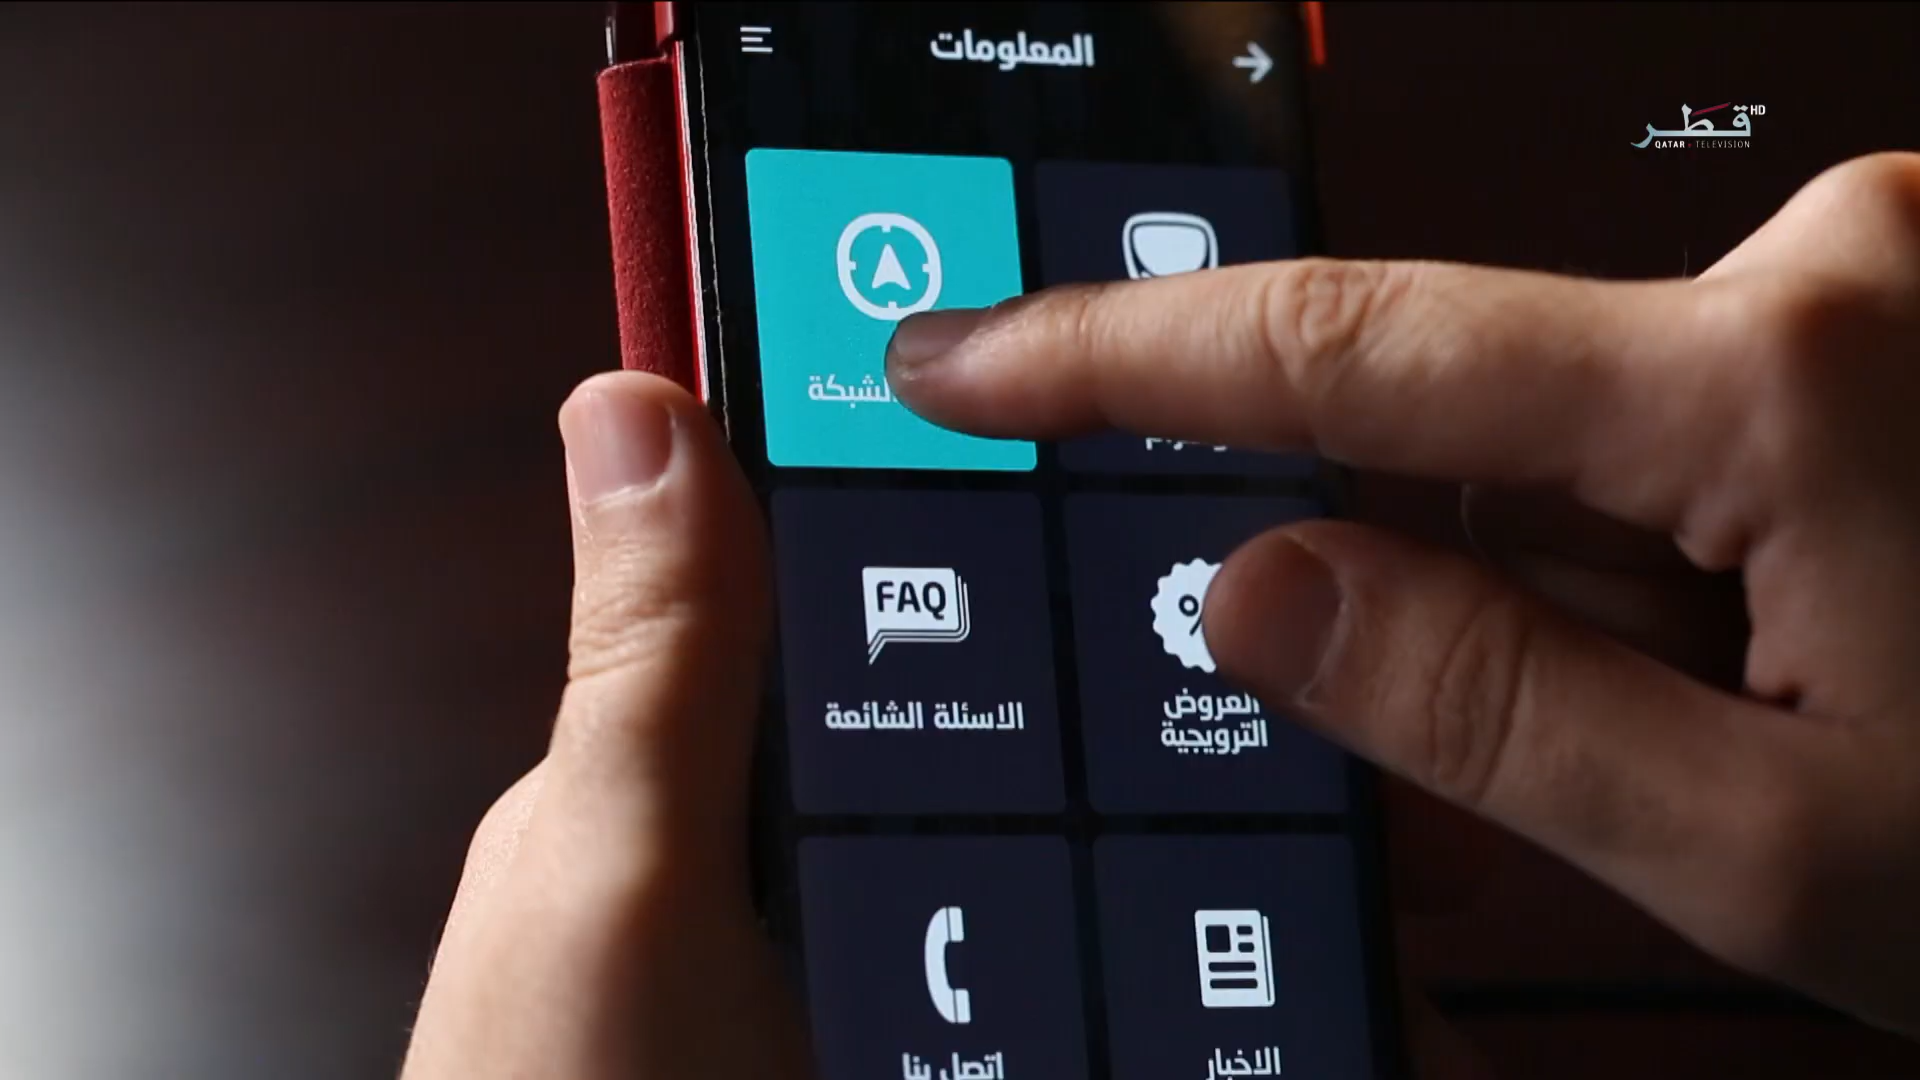 المعلومات
قطر HD
QATAR TELEVISION
الشبكة
FAQ
%
العروض
الترويجية
الاسئلة الشائعة
الاخبار
اتصل بنا